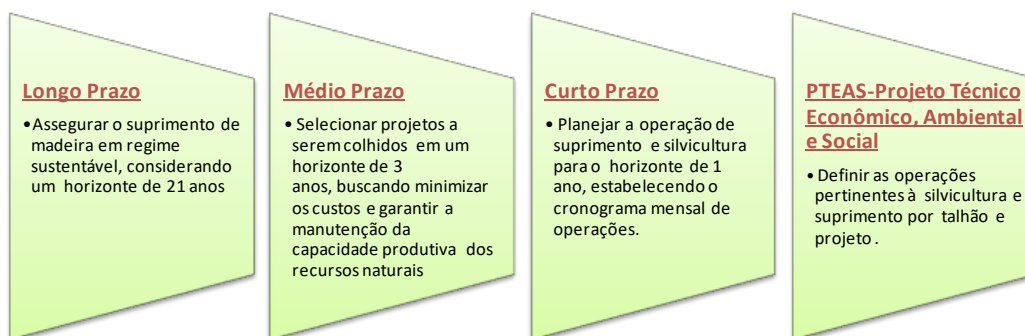 Longo Prazo
•Assegurar o suprimento de
madeira em regime
sustentável, considerando
um horizonte de 21 anos
Médio Prazo
• Selecionar projetos a
serem colhidos em um
horizonte de 3
anos, buscando minimizar
os custos e garantir a
manutenção da
capacidade produtiva dos
recursos naturais
Curto Prazo
• Planejar a operação de
suprimento e silvicultura
para o horizonte de 1
ano, estabelecendo o
cronograma mensal de
operações.
PTEAS-Projeto Técnico
Econômico, Ambiental
e Social
• Definir as operações
pertinentes à silvicultura e
suprimento por talhão e
projeto .